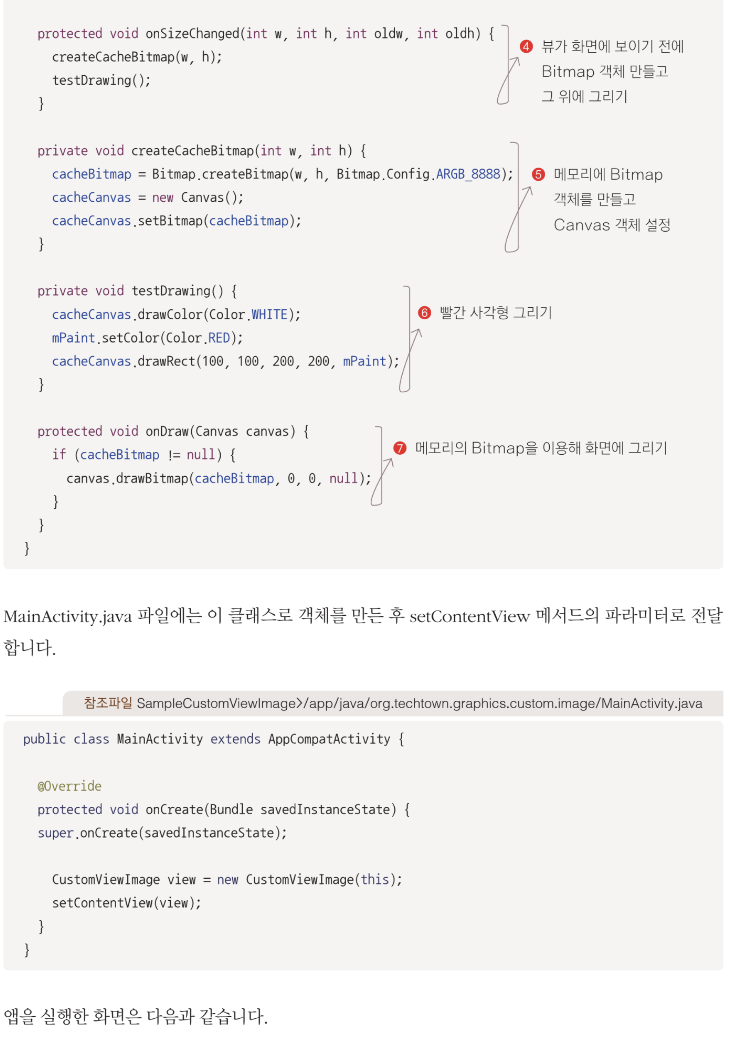 protected void onSizeChanged(int w, int h, int oldw, int oldh) {
createCacheBitmap(w, h);
testDrawing();
}
❹ 뷰가 화면에 보이기 전에
Bitmap 객체 만들고
그 위에 그리기
private void createCacheBitmap(int w, int h) {
cacheBitmap = Bitmap.createBitmap(w, h, Bitmap.Config.ARGB_8888);
cacheCanvas = new Canvas();
cacheCanvas.setBitmap(cacheBitmap);
}
❺ 메모리에 Bitmap
객체를 만들고
Canvas 객체 설정
private void testDrawing() {
cacheCanvas.drawColor(Color.WHITE);
mPaint.setColor(Color.RED);
cacheCanvas.drawRect(100, 100, 200, 200, mPaint);
}
❻ 빨간 사각형 그리기
protected void onDraw(Canvas canvas) {
if (cacheBitmap != null) {
canvas.drawBitmap(cacheBitmap, 0, 0, null);
}
}
}
❼ 메모리의 Bitmap을 이용해 화면에 그리기
MainActivity.java 파일에는 이 클래스로 객체를 만든 후 setContentView 메서드의 파라미터로 전달
합니다.
참조파일 SampleCustomViewImage>/app/java/org.techtown.graphics.custom.image/MainActivity.java
public class MainActivity extends AppCompatActivity {
@Override
protected void onCreate(Bundle savedInstanceState) {
super.onCreate(savedInstanceState);
CustomViewImage view = new CustomViewImage(this);
setContentView(view);
}
}
앱을 실행한 화면은 다음과 같습니다.